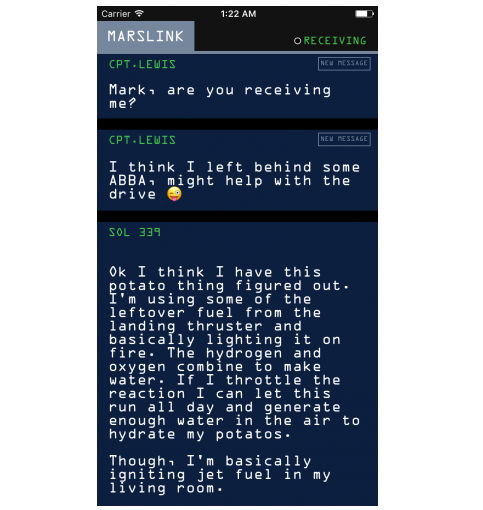 Carrier 1:22 AM
MARSLINK
RECEIVING
CPT.LEWIS NEW MESSAGE
Mark, are you receiving
me?
CPT.LEWIS NEW MESSAGE
I think I left behind some
ABBA, might help with the
drive 😜
SOL 339
Ok I think I have this
potato thing figured out.
I'm using some of the
leftover fuel from the
landing thruster and
basically lighting it on
fire. The hydrogen and
oxygen combine to make
water. If I throttle the
reaction I can let this
run all day and generate
enough water in the air to
hydrate my potatos.
Though, I'm basically
igniting jet fuel in my
living room.